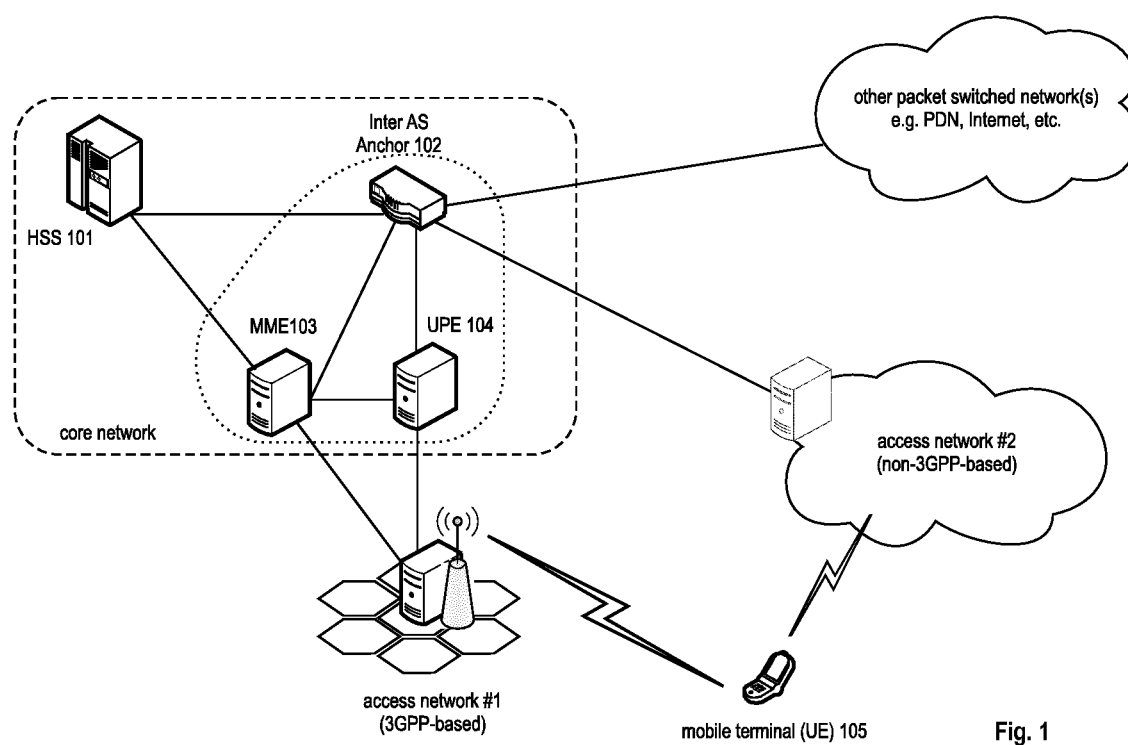 other packet switched network(s)
e.g. PDN, Internet, etc.
Inter AS
Anchor 102
HSS 101
MME103
UPE 104
core network
access network #2
(non-3GPP-based)
access network #1
(3GPP-based)
mobile terminal (UE) 105
Fig. 1